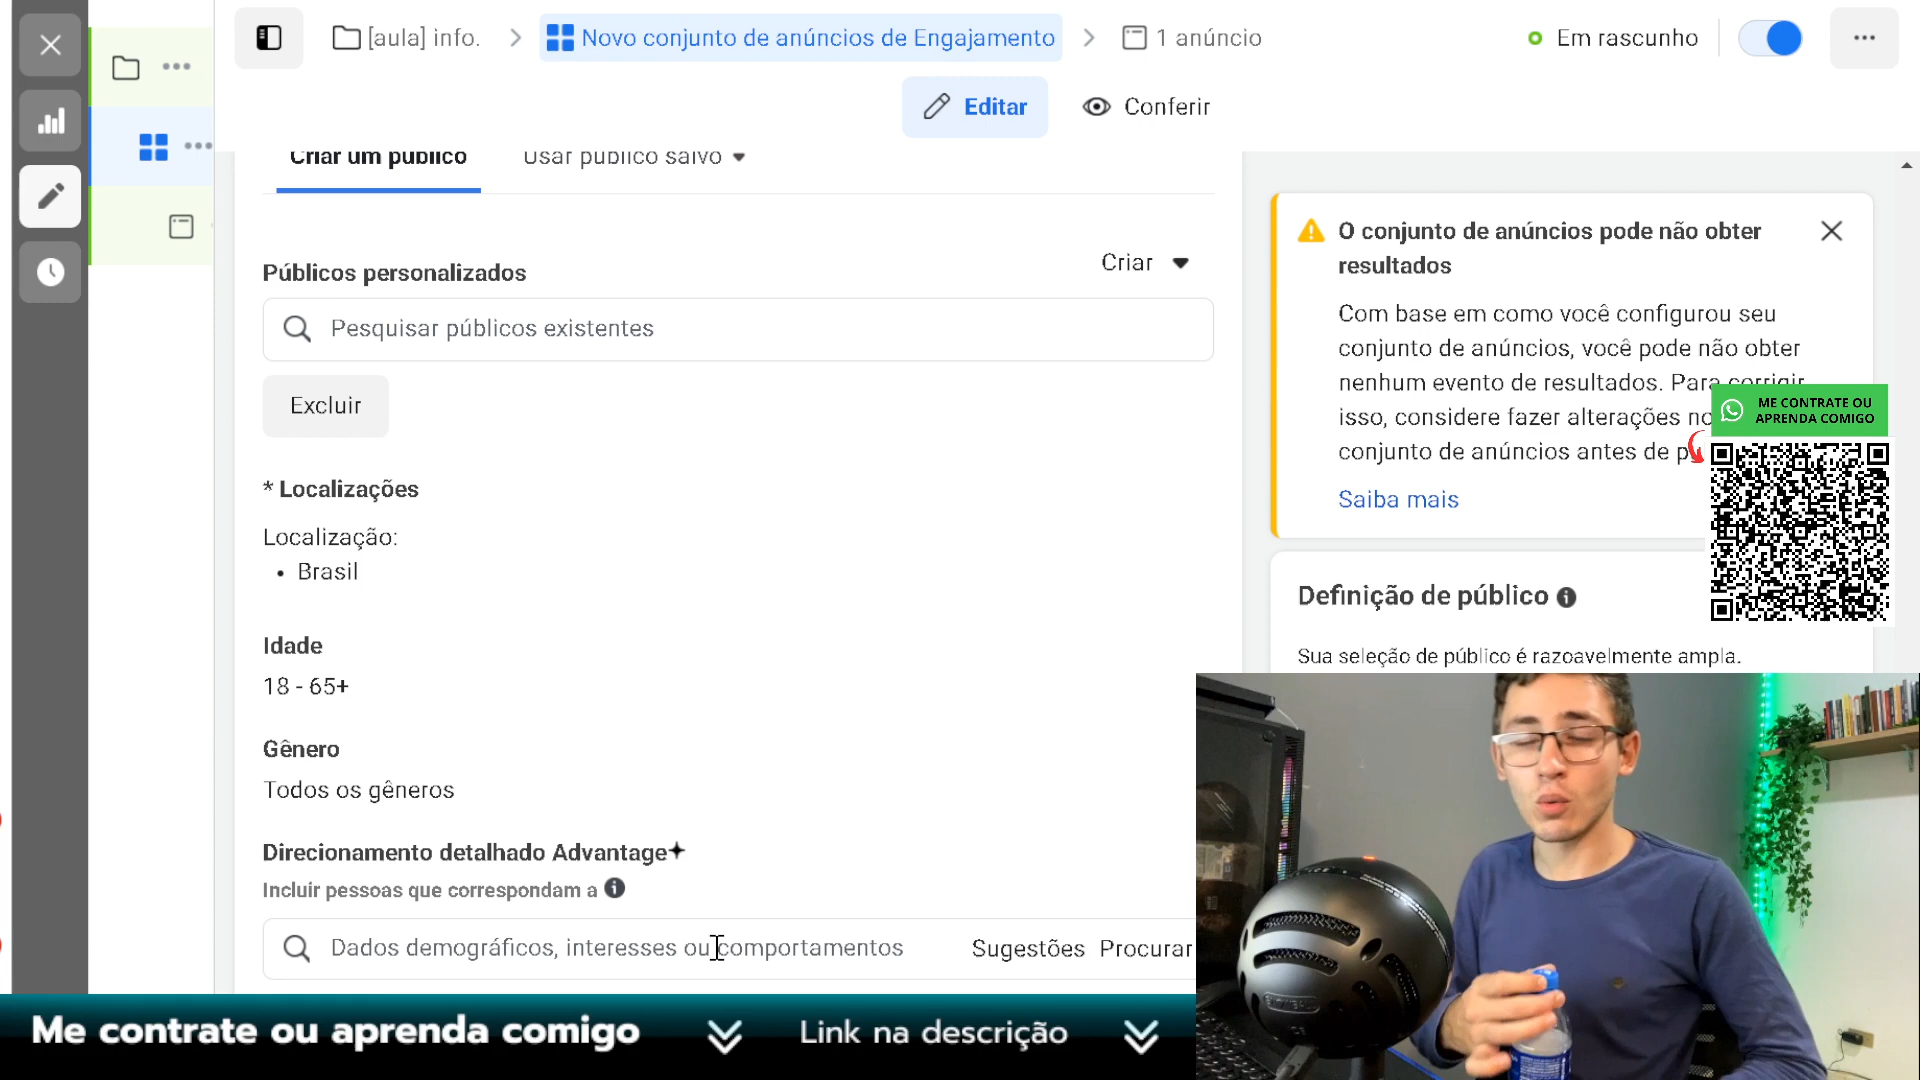 [aula] info.
Novo conjunto de anúncios de Engajamento
1 anúncio
Em rascunho
Editar
Conferir
Criar um público
Usar público salvo
Públicos personalizados
Criar
Pesquisar públicos existentes
Excluir
* Localizações
Localização:
Brasil
Idade
18 - 65+
Gênero
Todos os gêneros
Direcionamento detalhado Advantage+
Incluir pessoas que correspondam a
Dados demográficos, interesses ou comportamentos
Sugestões
Procurar
O conjunto de anúncios pode não obter
resultados
Com base em como você configurou seu
conjunto de anúncios, você pode não obter
nenhum evento de resultados. Para corrigir
isso, considere fazer alterações no
conjunto de anúncios antes de
Saiba mais
ME CONTRATE OU
APRENDA COMIGO
Definição de público
Sua seleção de público é razoavelmente ampla.
Me contrate ou aprenda comigo
Link na descrição